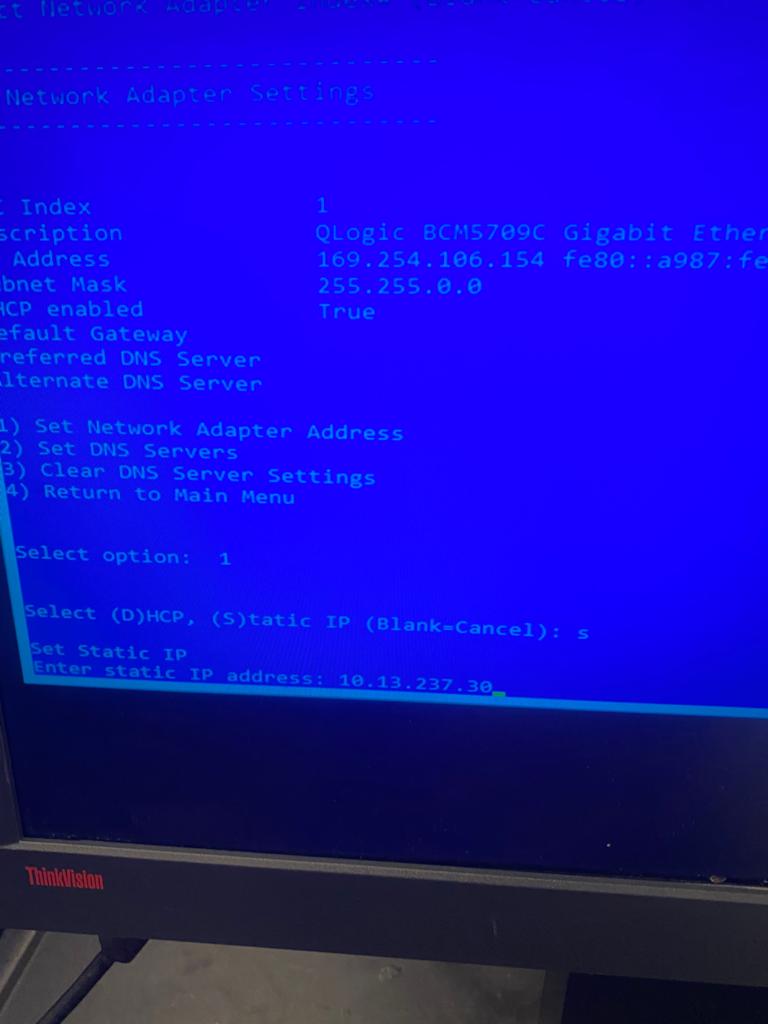 ct Network Adapter Index
-----------------------------
Network Adapter Settings
-----------------------------
C Index 1
scription QLogic BCM5709C Gigabit Ether
Address 169.254.106.154 fe80::a987:fe
bnet Mask 255.255.0.0
HCP enabled True
efault Gateway
referred DNS Server
lternate DNS Server
1) Set Network Adapter Address
2) Set DNS Servers
3) Clear DNS Server Settings
4) Return to Main Menu
Select option: 1
Select (D)HCP, (S)tatic IP (Blank=Cancel): s
Set Static IP
Enter static IP address: 10.13.237.30
ThinkVision